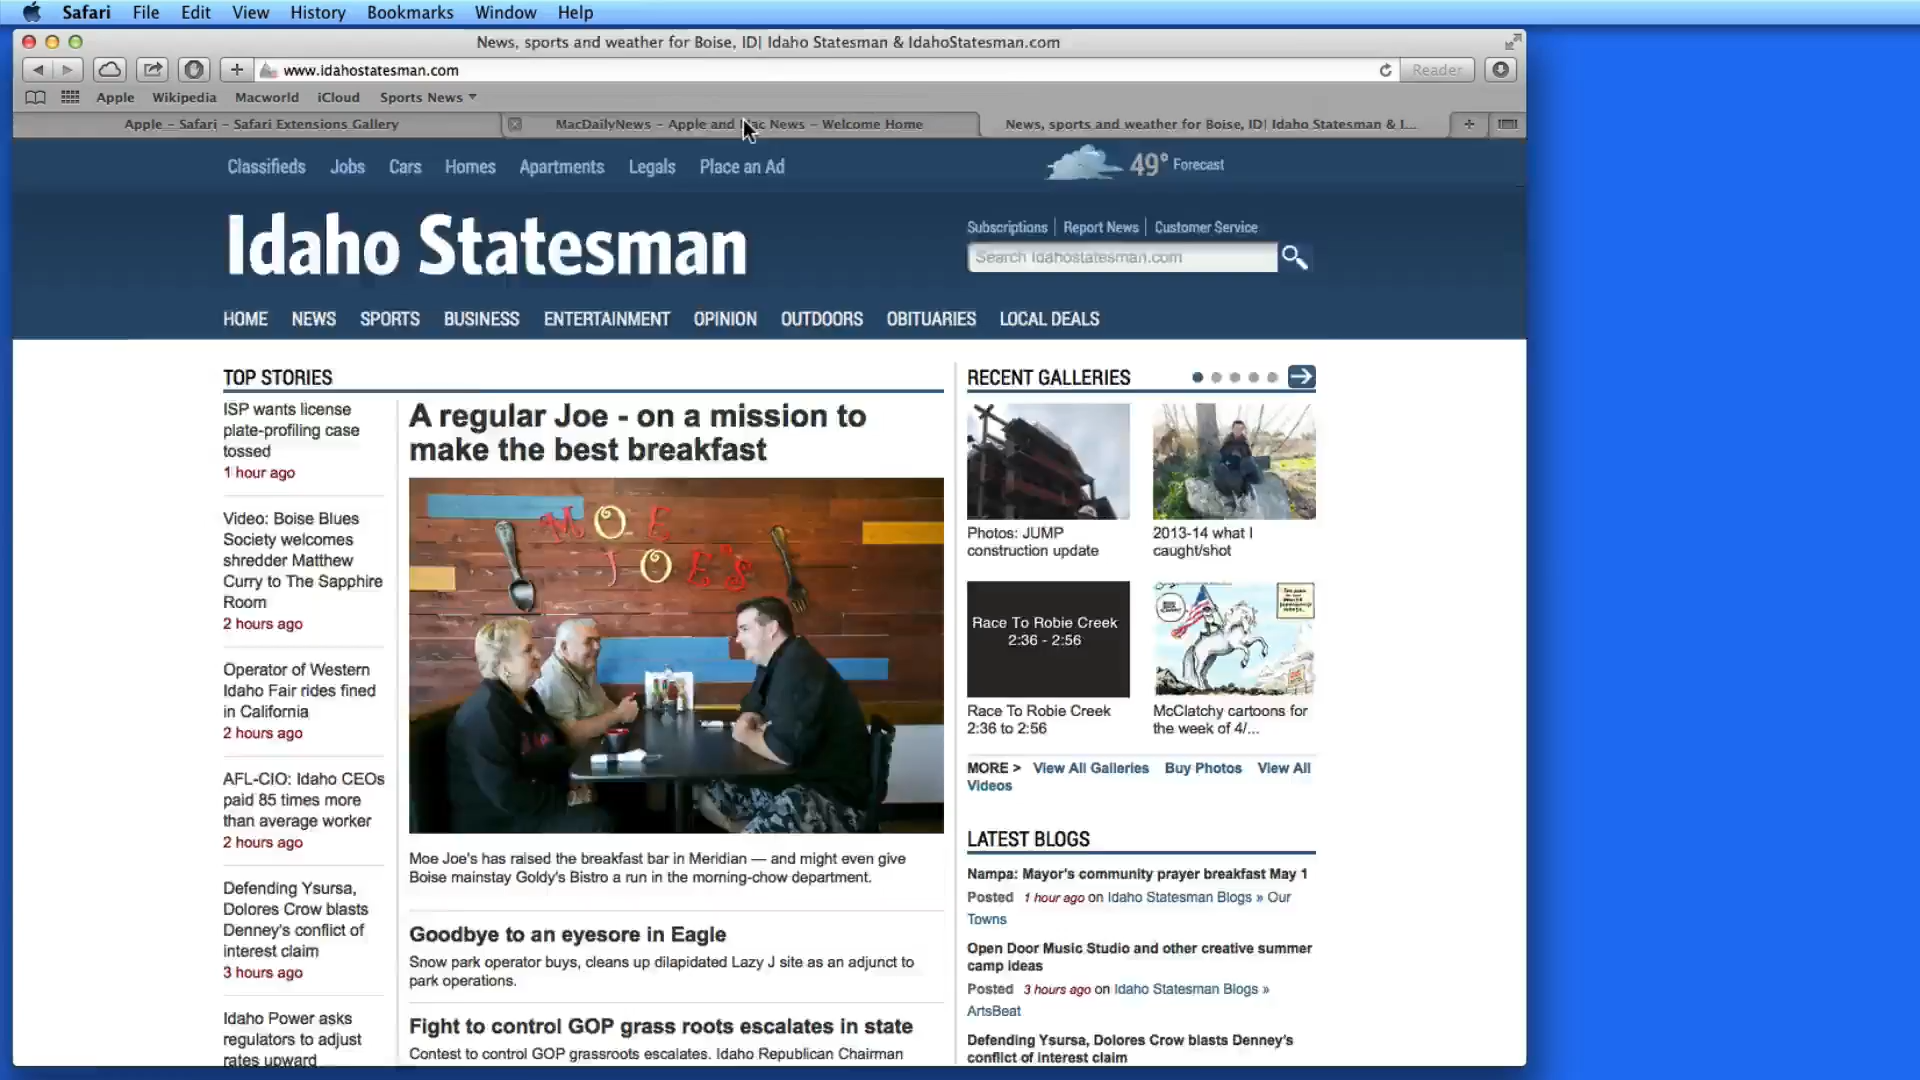 Safari File Edit View History Bookmarks Window Help
News, sports and weather for Boise, ID| Idaho Statesman & IdahoStatesman.com
www.idahostatesman.com
Reader
Apple Wikipedia Macworld iCloud Sports News
Apple – Safari – Safari Extensions Gallery
MacDailyNews – Apple and Mac News – Welcome Home
News, sports and weather for Boise, ID| Idaho Statesman & I...
Classifieds Jobs Cars Homes Apartments Legals Place an Ad
49° Forecast
Idaho Statesman
Subscriptions | Report News | Customer Service
Search Idahostatesman.com
HOME NEWS SPORTS BUSINESS ENTERTAINMENT OPINION OUTDOORS OBITUARIES LOCAL DEALS
TOP STORIES
ISP wants license
plate-profiling case
tossed
1 hour ago
Video: Boise Blues
Society welcomes
shredder Matthew
Curry to The Sapphire
Room
2 hours ago
Operator of Western
Idaho Fair rides fined
in California
2 hours ago
AFL-CIO: Idaho CEOs
paid 85 times more
than average worker
2 hours ago
Defending Ysursa,
Dolores Crow blasts
Denney's conflict of
interest claim
3 hours ago
Idaho Power asks
regulators to adjust
rates upward
A regular Joe - on a mission to
make the best breakfast
MOE
JOE'S
Moe Joe's has raised the breakfast bar in Meridian — and might even give
Boise mainstay Goldy's Bistro a run in the morning-chow department.
Goodbye to an eyesore in Eagle
Snow park operator buys, cleans up dilapidated Lazy J site as an adjunct to
park operations.
Fight to control GOP grass roots escalates in state
Contest to control GOP grassroots escalates. Idaho Republican Chairman
RECENT GALLERIES
Photos: JUMP
construction update
2013-14 what I
caught/shot
Race To Robie Creek
2:36 - 2:56
Race To Robie Creek
2:36 to 2:56
McClatchy cartoons for
the week of 4/...
MORE > View All Galleries Buy Photos View All
Videos
LATEST BLOGS
Nampa: Mayor's community prayer breakfast May 1
Posted 1 hour ago on Idaho Statesman Blogs » Our
Towns
Open Door Music Studio and other creative summer
camp ideas
Posted 3 hours ago on Idaho Statesman Blogs »
ArtsBeat
Defending Ysursa, Dolores Crow blasts Denney's
conflict of interest claim